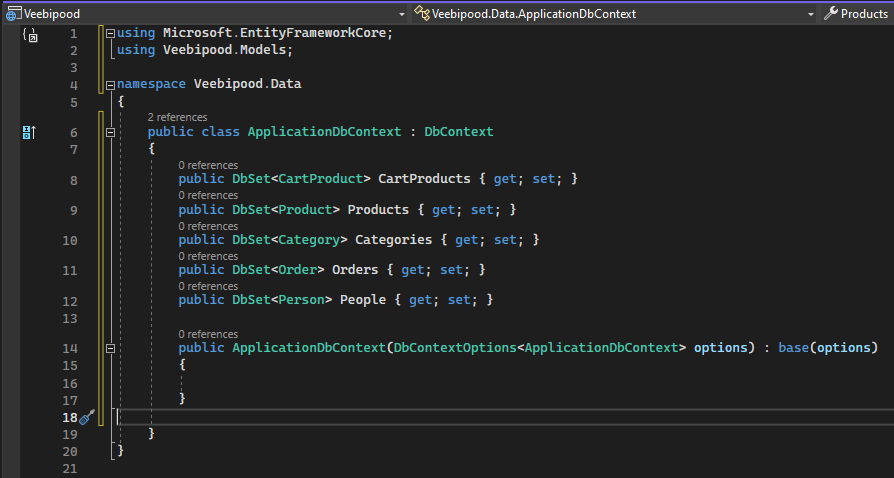 Veebipood Veebipood.Data.ApplicationDbContext Products
1 using Microsoft.EntityFrameworkCore;
2 using Veebipood.Models;
3
4 namespace Veebipood.Data
5 {
2 references
6 public class ApplicationDbContext : DbContext
7 {
0 references
8 public DbSet<CartProduct> CartProducts { get; set; }
0 references
9 public DbSet<Product> Products { get; set; }
0 references
10 public DbSet<Category> Categories { get; set; }
0 references
11 public DbSet<Order> Orders { get; set; }
0 references
12 public DbSet<Person> People { get; set; }
13
0 references
14 public ApplicationDbContext(DbContextOptions<ApplicationDbContext> options) : base(options)
15 {
16
17 }
18
19 }
20 }
21